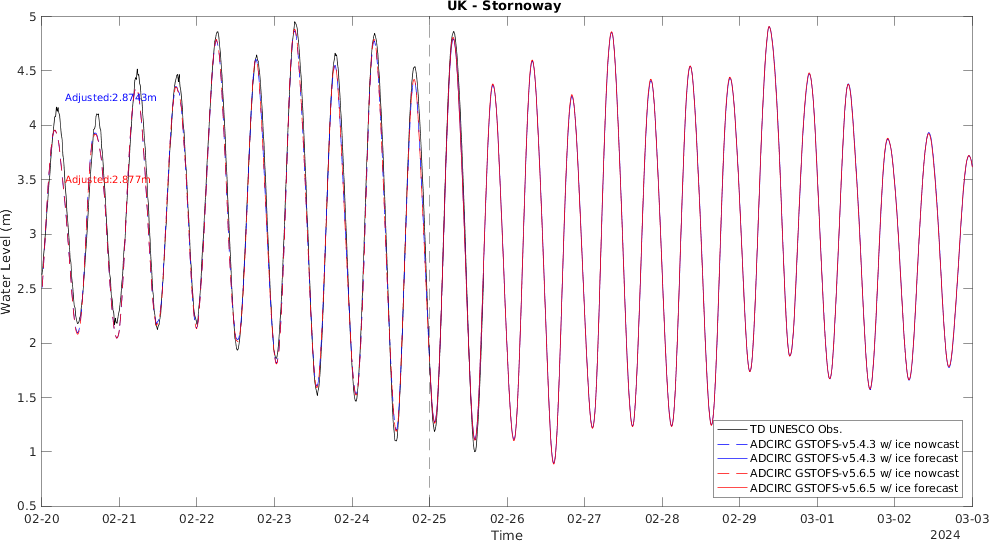 UK - Stornoway
5
4.5
4
3.5
3
2.5
2
1.5
1
0.5
Water Level (m)
Adjusted:2.8743m
Adjusted:2.877m
TD UNESCO Obs.
ADCIRC GSTOFS-v5.4.3 w/ ice nowcast
ADCIRC GSTOFS-v5.4.3 w/ ice forecast
ADCIRC GSTOFS-v5.6.5 w/ ice nowcast
ADCIRC GSTOFS-v5.6.5 w/ ice forecast
02-20 02-21 02-22 02-23 02-24 02-25 02-26 02-27 02-28 02-29 03-01 03-02 03-03
Time
2024